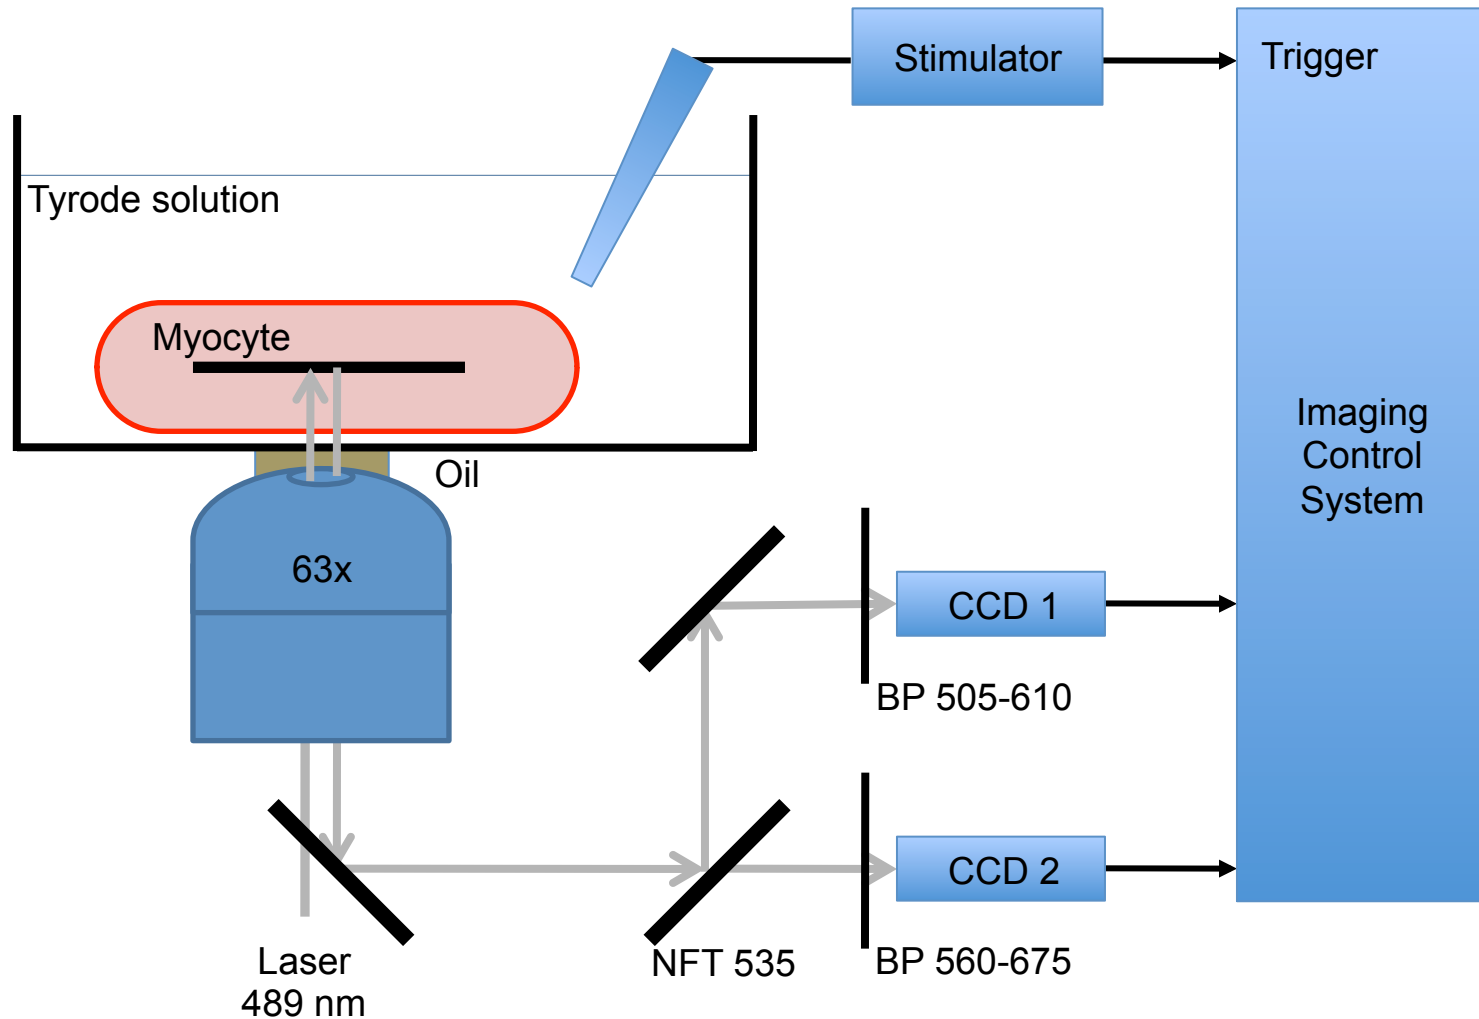 Stimulator
Trigger
Tyrode solution
Myocyte
Oil
Imaging
Control
System
63x
CCD 1
BP 505-610
CCD 2
NFT 535
BP 560-675
Laser
489 nm